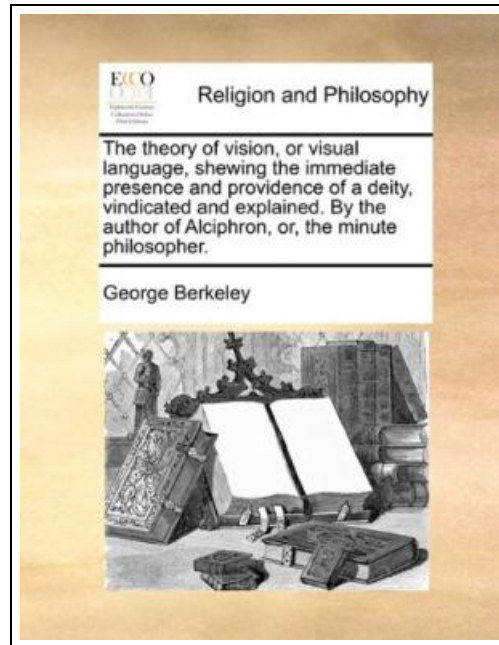 ECCO
Religion and Philosophy
The theory of vision, or visual
language, shewing the immediate
presence and providence of a deity,
vindicated and explained. By the
author of Alciphron, or, the minute
philosopher.
George Berkeley